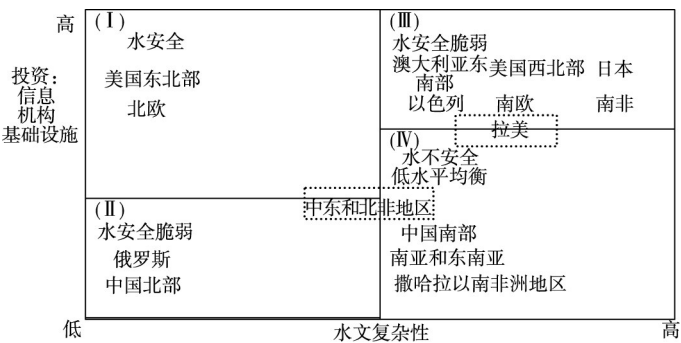 高
投资：
信息
机构
基础设施
(Ⅰ)
水安全
美国东北部
北欧
(Ⅲ)
水安全脆弱
澳大利亚东
南部
美国西北部
日本
以色列
南欧
南非
拉美
(Ⅳ)
水不安全
低水平均衡
中东和北非地区
(Ⅱ)
水安全脆弱
俄罗斯
中国北部
中国南部
南亚和东南亚
撒哈拉以南非洲地区
低
水文复杂性
高